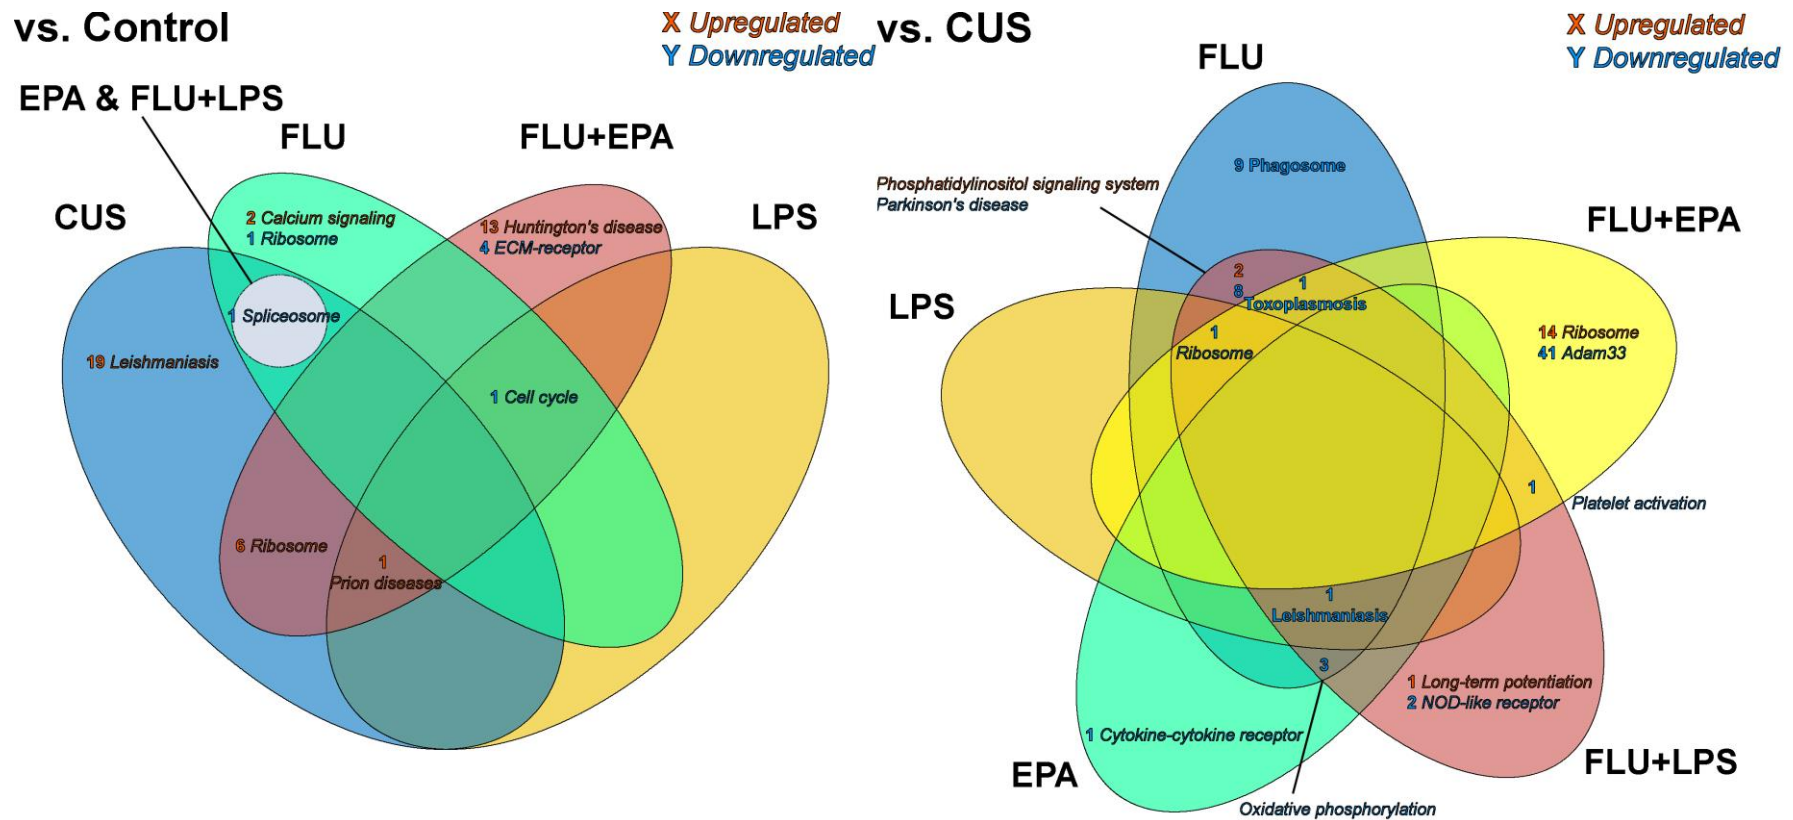 vs. Control
X Upregulated
Y Downregulated
EPA & FLU+LPS
FLU
FLU+EPA
CUS
LPS
2 Calcium signaling
1 Ribosome
13 Huntington's disease
4 ECM-receptor
1 Spliceosome
19 Leishmaniasis
1 Cell cycle
6 Ribosome
1
Prion diseases
vs. CUS
X Upregulated
Y Downregulated
FLU
9 Phagosome
Phosphatidylinositol signaling system
Parkinson's disease
FLU+EPA
LPS
2
8
1
Toxoplasmosis
1
Ribosome
14 Ribosome
41 Adam33
1
Platelet activation
1
Leishmaniasis
3
1 Long-term potentiation
2 NOD-like receptor
1 Cytokine-cytokine receptor
EPA
FLU+LPS
Oxidative phosphorylation